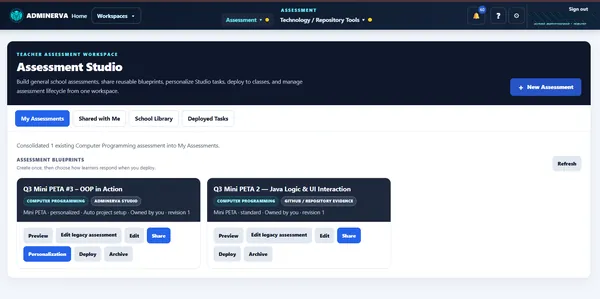 ASSESSMENT
Sign out
ADMINERVA Home Workspaces
Assessment Technology / Repository Tools
?
TEACHER ASSESSMENT WORKSPACE
Assessment Studio
Build general school assessments, share reusable blueprints, personalize Studio tasks, deploy to classes, and manage
assessment lifecycle from one workspace.
+ New Assessment
My Assessments Shared with Me School Library Deployed Tasks
Consolidated 1 existing Computer Programming assessment into My Assessments.
ASSESSMENT BLUEPRINTS
Create once, then choose how learners respond when you deploy.
Refresh
Q3 Mini PETA #3 – OOP in Action
COMPUTER PROGRAMMING ADMINERVA STUDIO
Mini PETA · personalized · Auto project setup · Owned by you · revision 1
Preview Edit legacy assessment Edit Share
Personalization Deploy Archive
Q3 Mini PETA 2 — Java Logic & UI Interaction
COMPUTER PROGRAMMING GITHUB / REPOSITORY EVIDENCE
Mini PETA · standard · Owned by you · revision 1
Preview Edit legacy assessment Edit Share
Deploy Archive